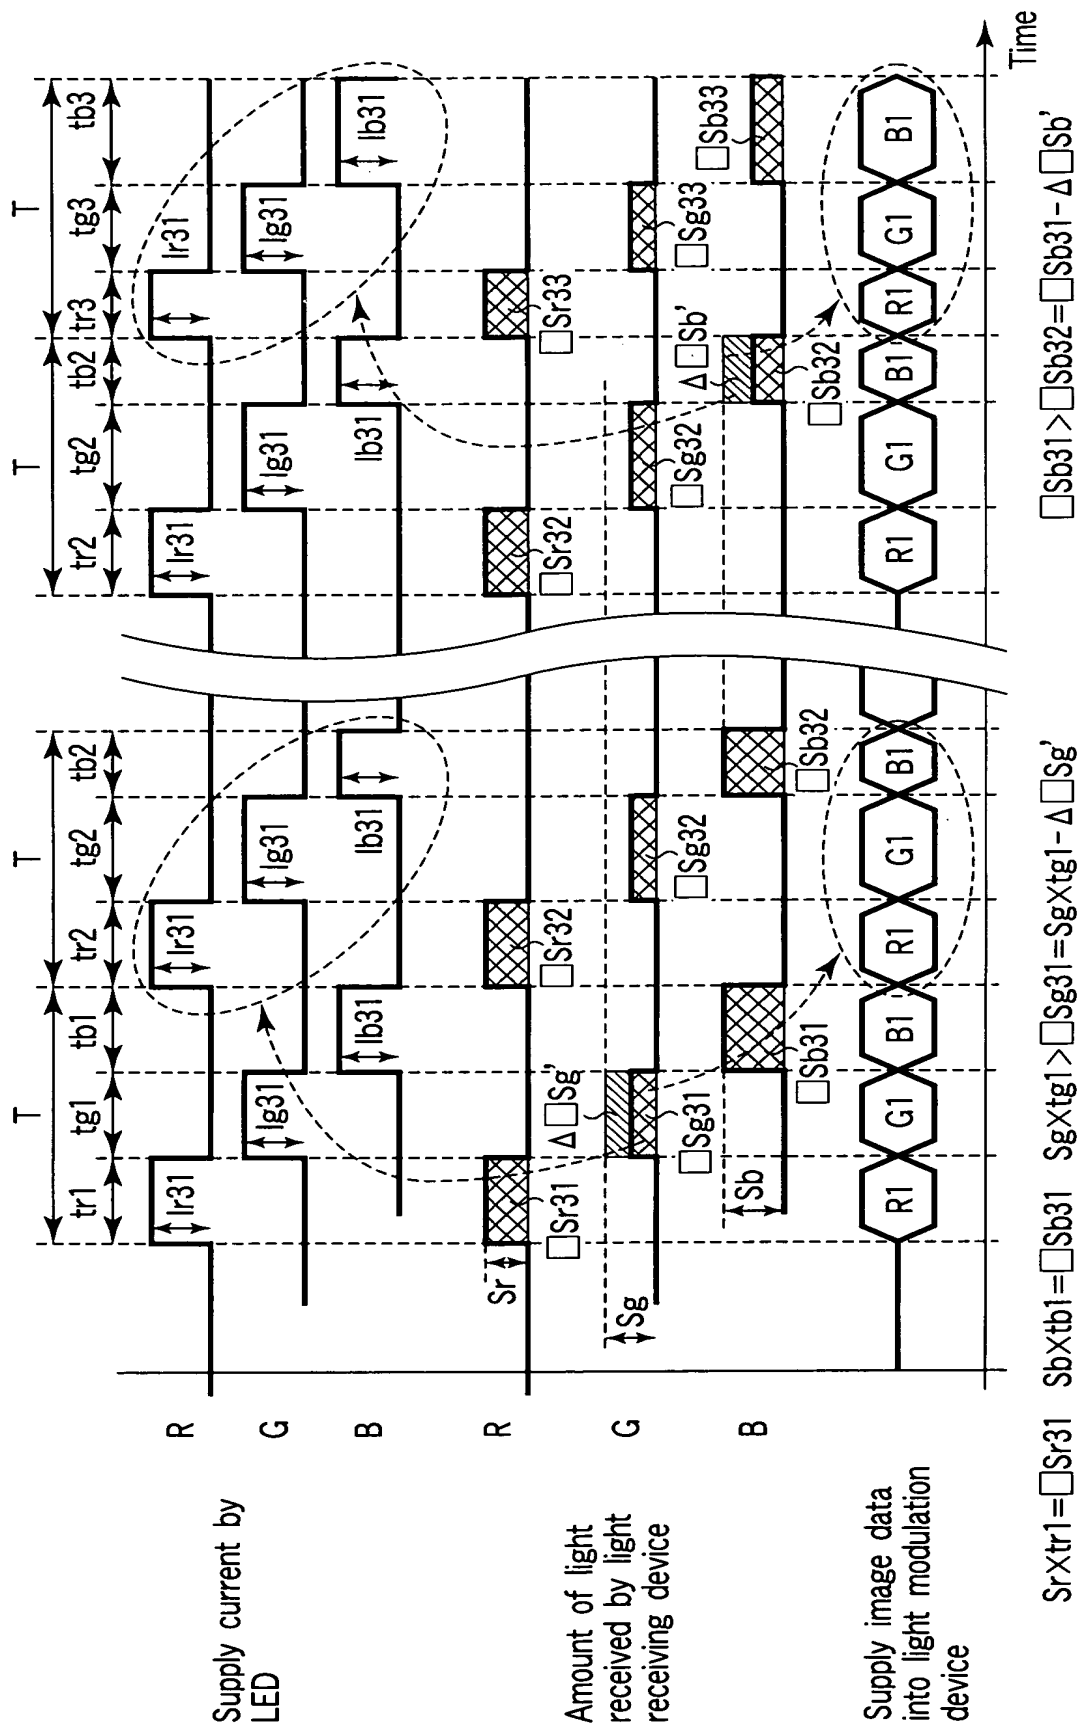 T T T T
tr1 tg1 tb1 tr2 tg2 tb2 tr2 tg2 tb2 tr3 tg3 tb3
Supply current by
LED
R Ir31 Ir31 Ir31 Ir31
G Ig31 Ig31 Ig31 Ig31
B Ib31 Ib31 Ib31 Ib31
Amount of light
received by light
receiving device
R Sr □Sr31 □Sr32 □Sr32 □Sr33
G Sg Δ□Sg' □Sg31 □Sg32 □Sg32 □Sg33
B Sb □Sb31 □Sb32 Δ□Sb' □Sb32 □Sb33
Supply image data
into light modulation
device
R1 G1 B1 R1 G1 B1 R1 G1 B1 R1 G1 B1
Time
Sr×tr1=□Sr31 Sb×tb1=□Sb31 Sg×tg1>□Sg31=Sg×tg1-Δ□Sg' □Sb31>□Sb32=□Sb31-Δ□Sb'